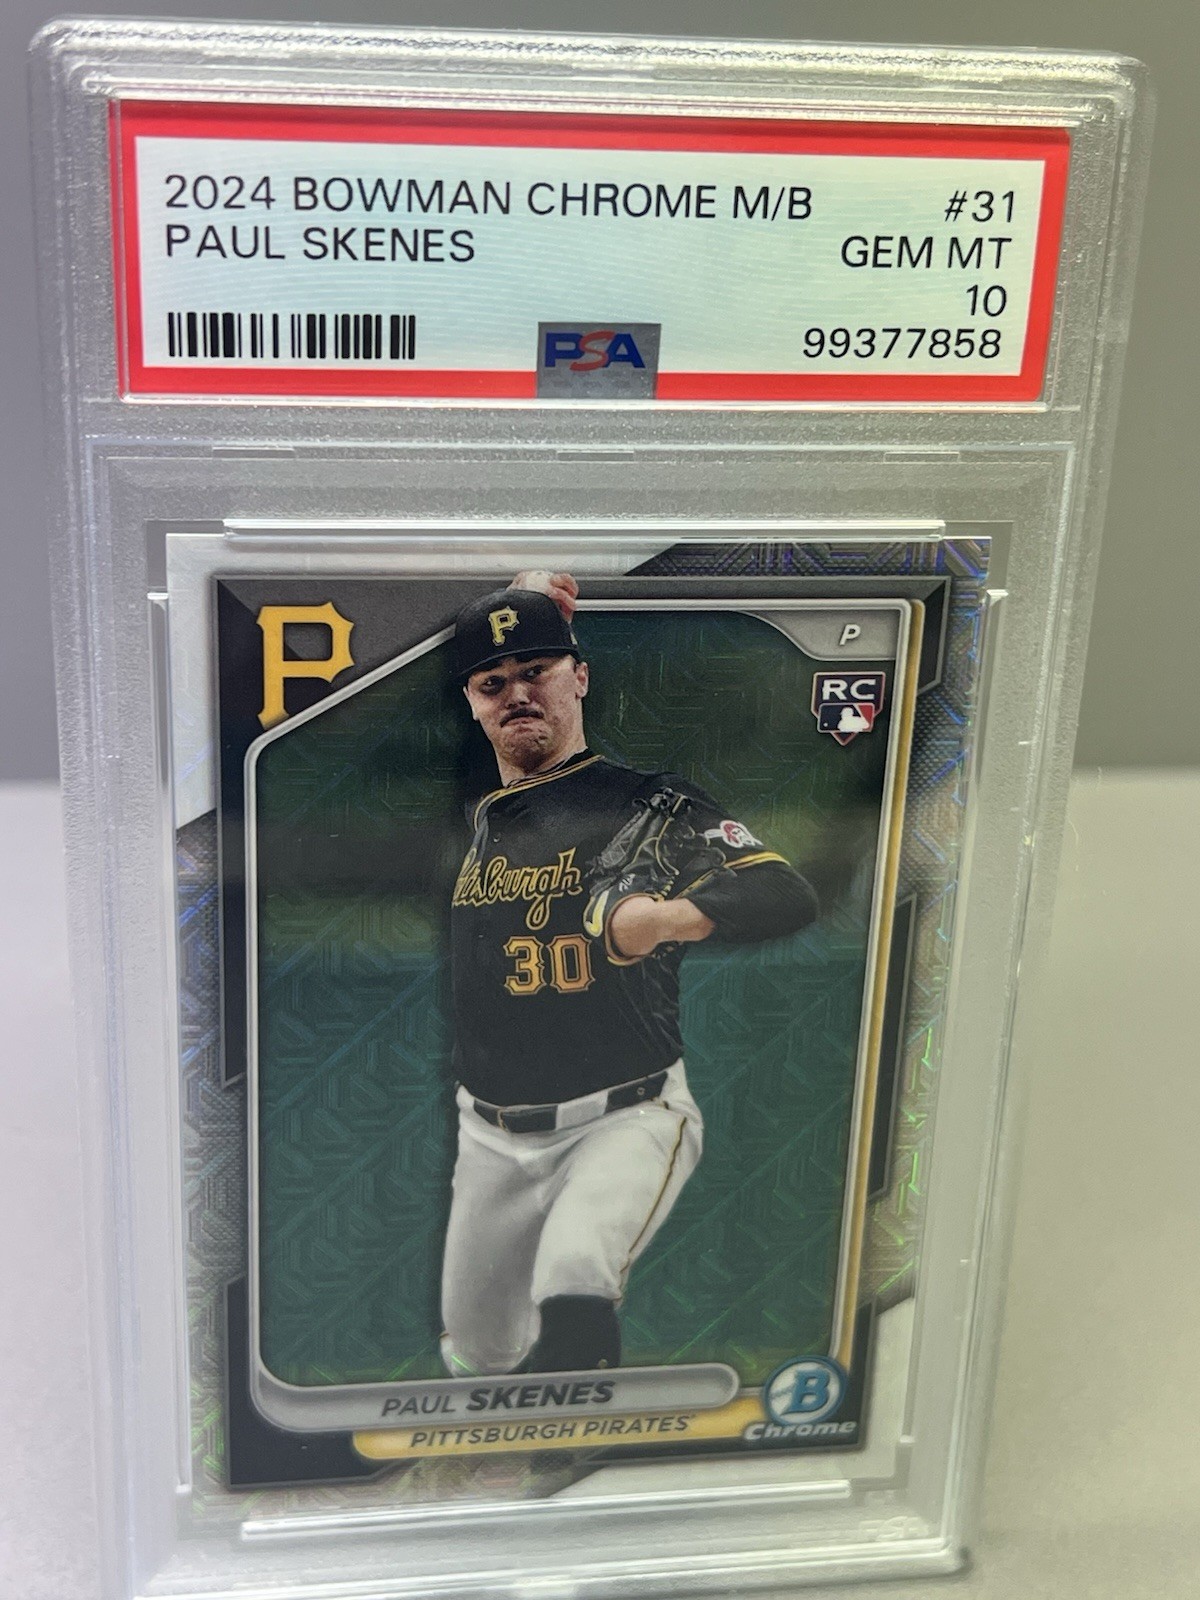 2024 BOWMAN CHROME M/B #31
PAUL SKENES GEM MT
10
PSA 99377858
P
P
P
RC
Pittsburgh
30
PAUL SKENES
PITTSBURGH PIRATES
B
Chrome